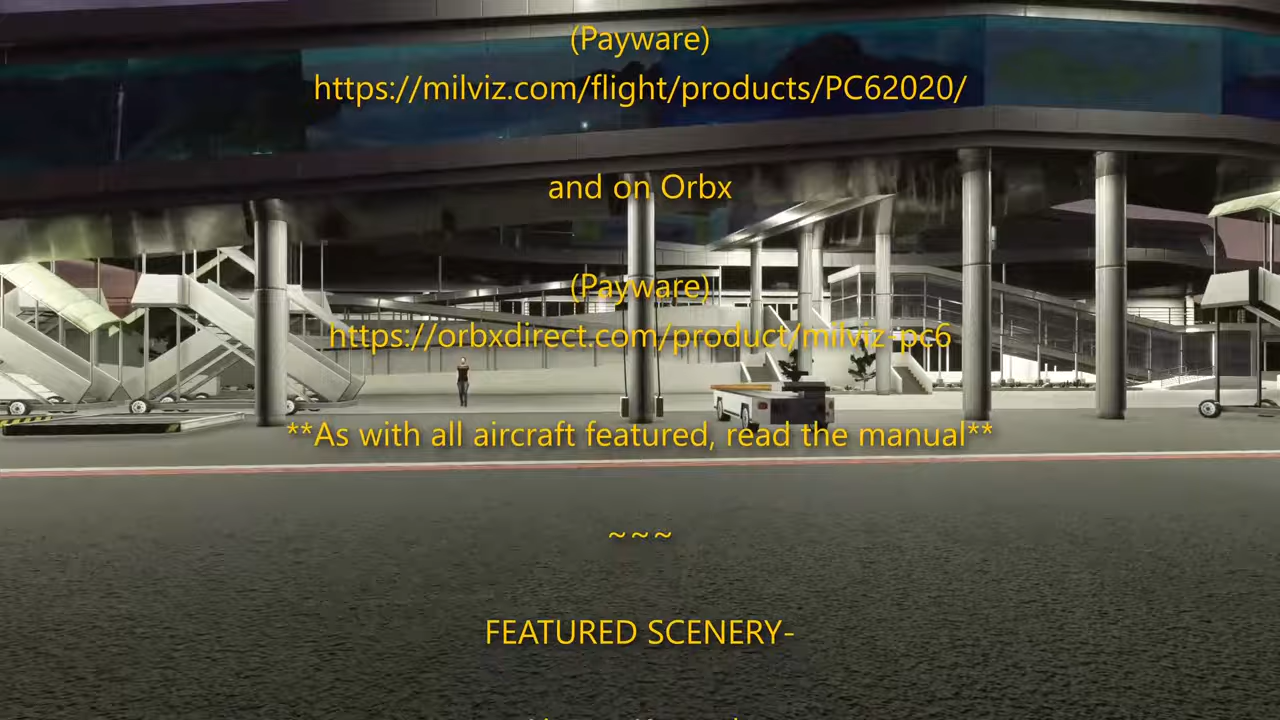 (Payware)
https://milviz.com/flight/products/PC62020/
and on Orbx
(Payware)
https://orbxdirect.com/product/milviz-pc6
**As with all aircraft featured, read the manual**
~~~
FEATURED SCENERY-